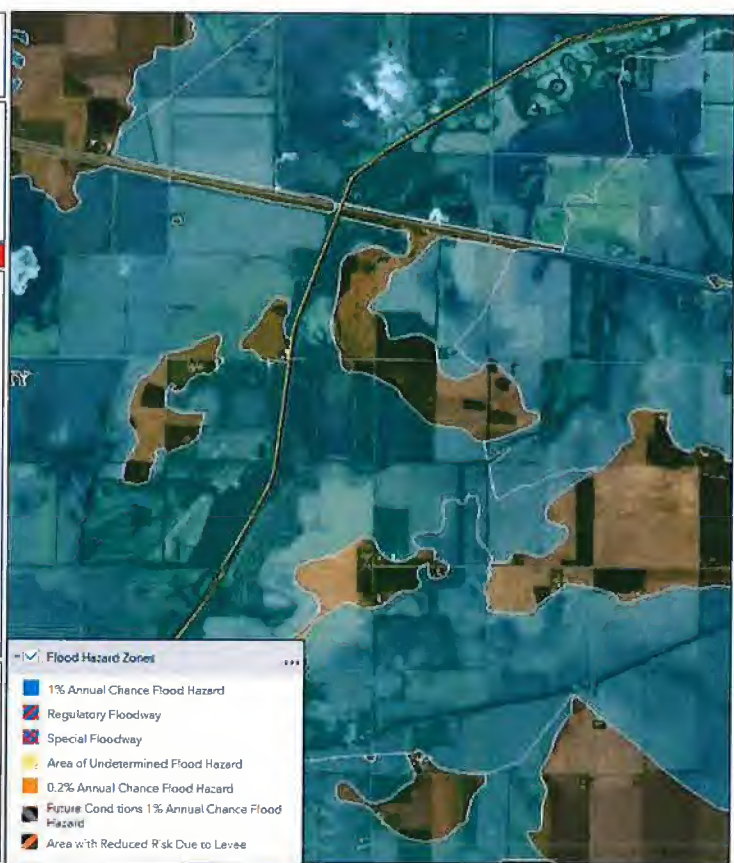 Flood Hazard Zones
1% Annual Chance Flood Hazard
Regulatory Floodway
Special Floodway
Area of Undetermined Flood Hazard
0.2% Annual Chance Flood Hazard
Future Conditions 1% Annual Chance Flood
Hazard
Area with Reduced Risk Due to Levee